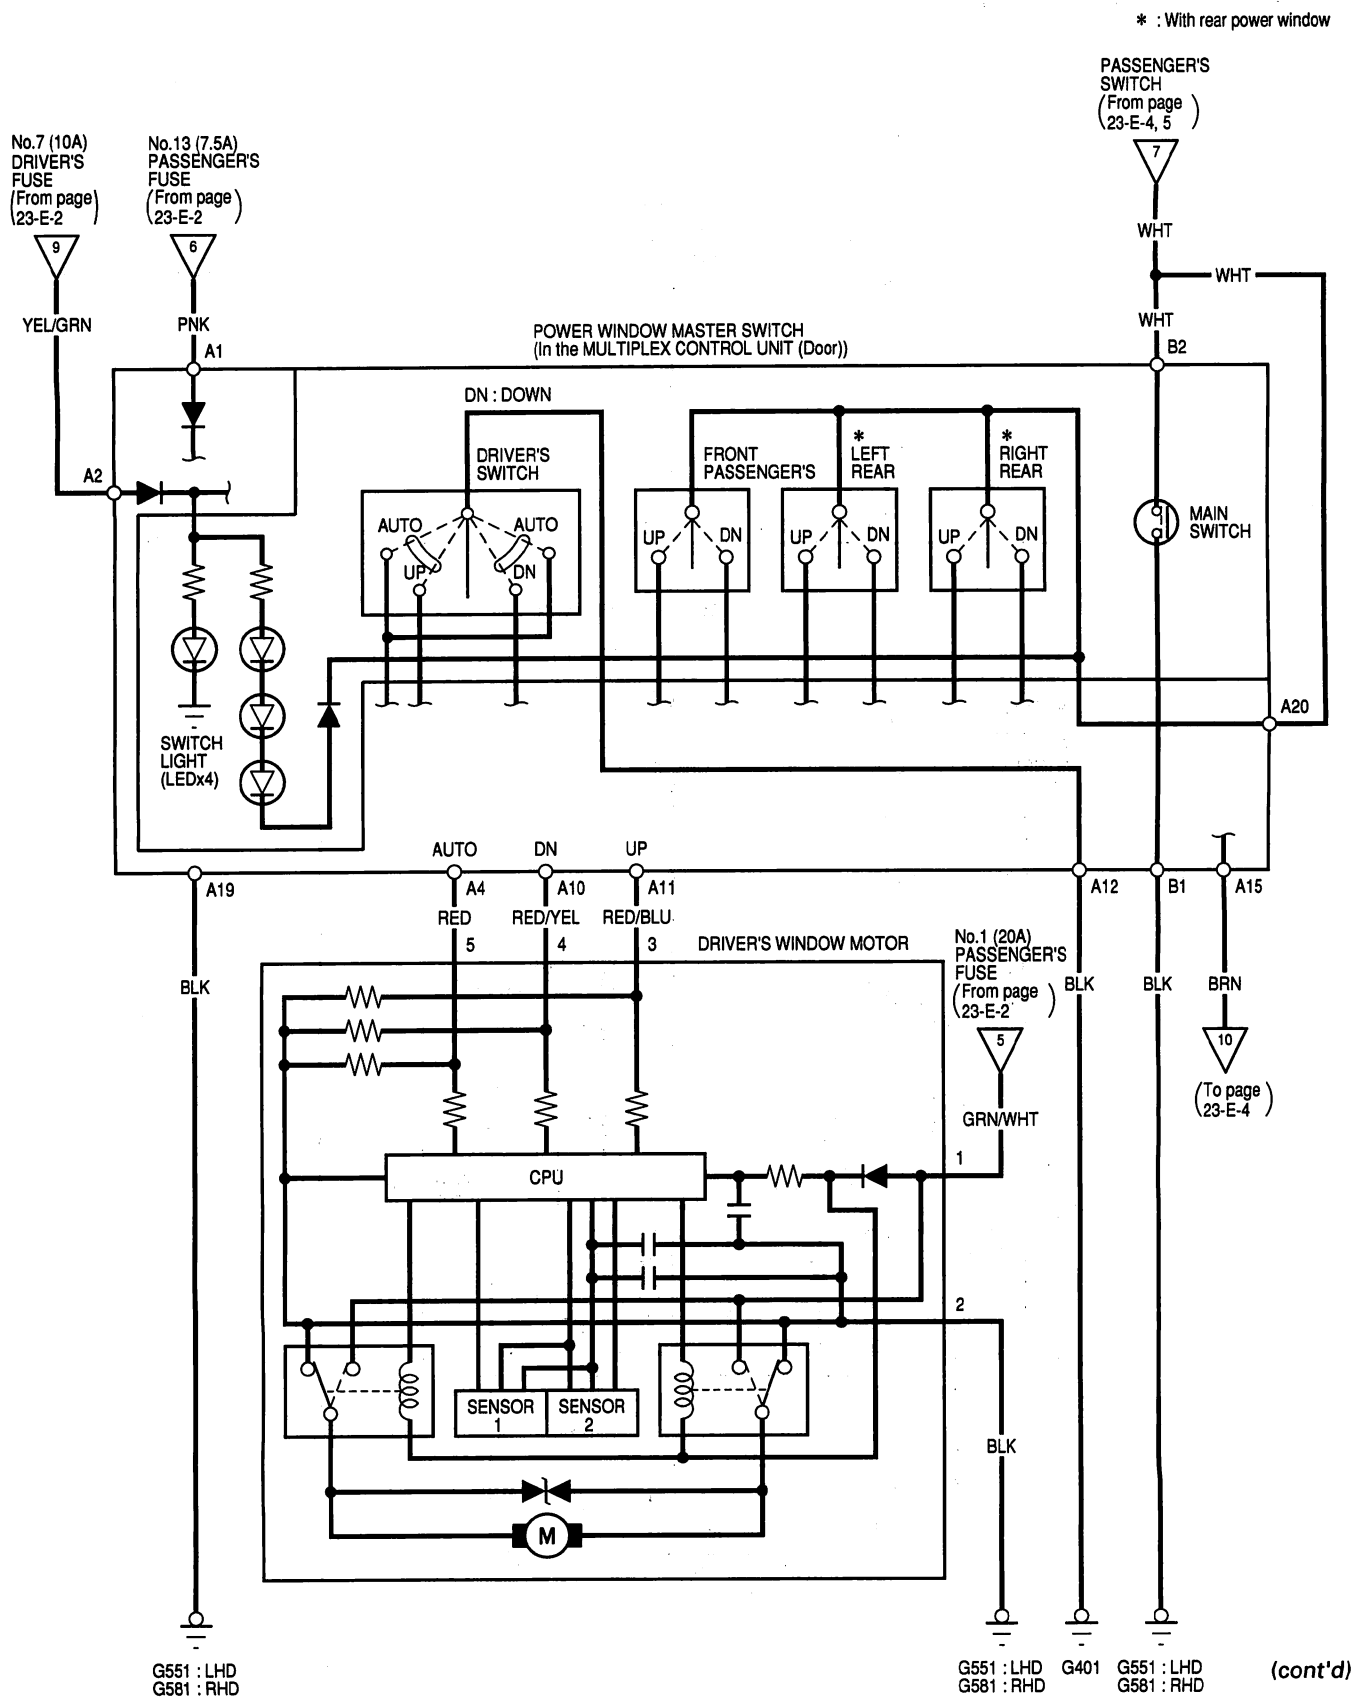 * : With rear power window
PASSENGER'S
SWITCH
(From page
23-E-4, 5)
7
No.7 (10A)
DRIVER'S
FUSE
(From page)
23-E-2
9
No.13 (7.5A)
PASSENGER'S
FUSE
(From page)
23-E-2
6
WHT
WHT
WHT
YEL/GRN
PNK
A1
POWER WINDOW MASTER SWITCH
(In the MULTIPLEX CONTROL UNIT (Door))
B2
DN : DOWN
DRIVER'S
SWITCH
FRONT
PASSENGER'S
*
LEFT
REAR
*
RIGHT
REAR
A2
AUTO
AUTO
UP
DN
UP
DN
UP
DN
UP
DN
MAIN
SWITCH
A20
SWITCH
LIGHT
(LEDx4)
AUTO
DN
UP
A19
A4
A10
A11
A12
B1
A15
RED
RED/YEL
RED/BLU
5
4
3
DRIVER'S WINDOW MOTOR
No.1 (20A)
PASSENGER'S
FUSE
(From page)
23-E-2
5
BLK
BLK
BLK
BRN
10
(To page
23-E-4)
GRN/WHT
1
CPU
2
SENSOR
1
SENSOR
2
BLK
M
G551 : LHD
G581 : RHD
G551 : LHD
G581 : RHD
G401
G551 : LHD
G581 : RHD
(cont'd)